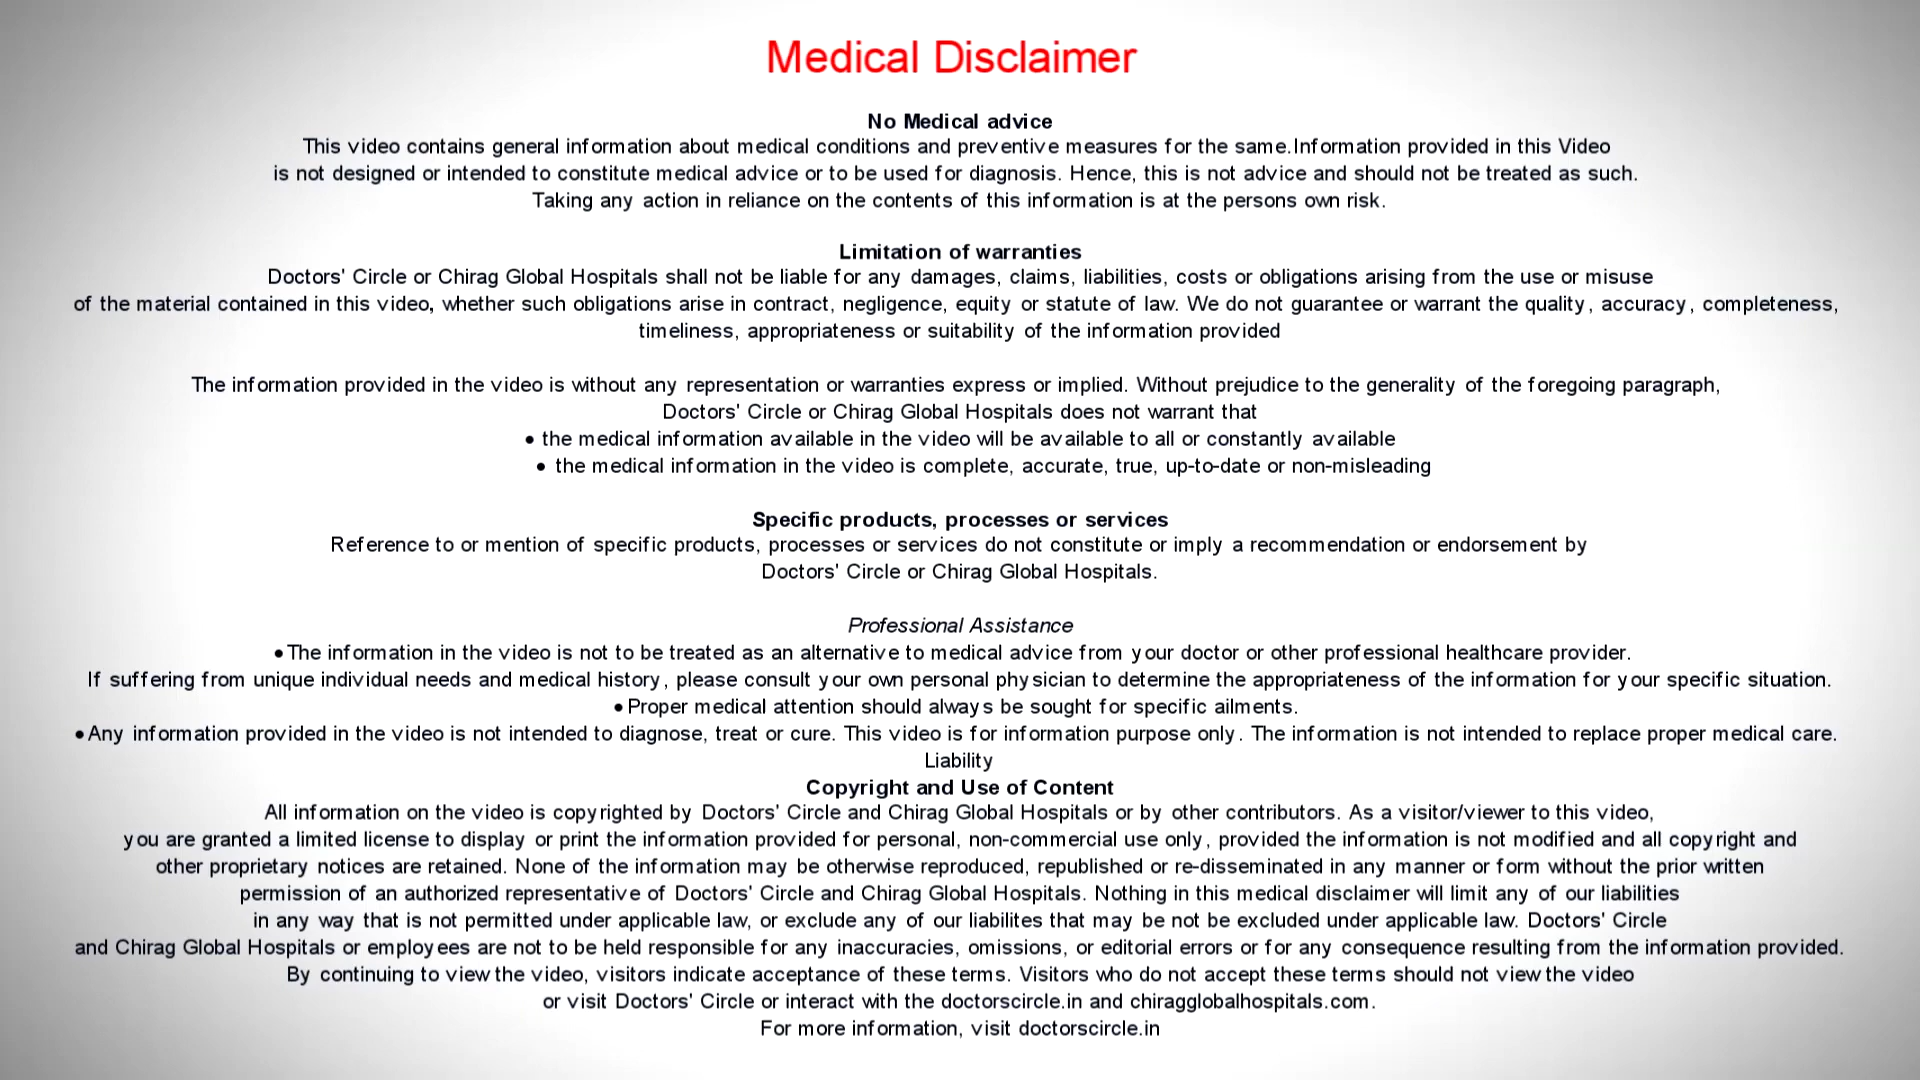 Medical Disclaimer
No Medical advice
This video contains general information about medical conditions and preventive measures for the same.Information provided in this Video
is not designed or intended to constitute medical advice or to be used for diagnosis. Hence, this is not advice and should not be treated as such.
Taking any action in reliance on the contents of this information is at the persons own risk.
Limitation of warranties
Doctors' Circle or Chirag Global Hospitals shall not be liable for any damages, claims, liabilities, costs or obligations arising from the use or misuse
of the material contained in this video, whether such obligations arise in contract, negligence, equity or statute of law. We do not guarantee or warrant the quality, accuracy, completeness,
timeliness, appropriateness or suitability of the information provided
The information provided in the video is without any representation or warranties express or implied. Without prejudice to the generality of the foregoing paragraph,
Doctors' Circle or Chirag Global Hospitals does not warrant that
• the medical information available in the video will be available to all or constantly available
• the medical information in the video is complete, accurate, true, up-to-date or non-misleading
Specific products, processes or services
Reference to or mention of specific products, processes or services do not constitute or imply a recommendation or endorsement by
Doctors' Circle or Chirag Global Hospitals.
Professional Assistance
•The information in the video is not to be treated as an alternative to medical advice from your doctor or other professional healthcare provider.
If suffering from unique individual needs and medical history, please consult your own personal physician to determine the appropriateness of the information for your specific situation.
•Proper medical attention should always be sought for specific ailments.
•Any information provided in the video is not intended to diagnose, treat or cure. This video is for information purpose only. The information is not intended to replace proper medical care.
Liability
Copyright and Use of Content
All information on the video is copyrighted by Doctors' Circle and Chirag Global Hospitals or by other contributors. As a visitor/viewer to this video,
you are granted a limited license to display or print the information provided for personal, non-commercial use only, provided the information is not modified and all copyright and
other proprietary notices are retained. None of the information may be otherwise reproduced, republished or re-disseminated in any manner or form without the prior written
permission of an authorized representative of Doctors' Circle and Chirag Global Hospitals. Nothing in this medical disclaimer will limit any of our liabilities
in any way that is not permitted under applicable law, or exclude any of our liabilites that may be not be excluded under applicable law. Doctors' Circle
and Chirag Global Hospitals or employees are not to be held responsible for any inaccuracies, omissions, or editorial errors or for any consequence resulting from the information provided.
By continuing to view the video, visitors indicate acceptance of these terms. Visitors who do not accept these terms should not view the video
or visit Doctors' Circle or interact with the doctorscircle.in and chiragglobalhospitals.com.
For more information, visit doctorscircle.in